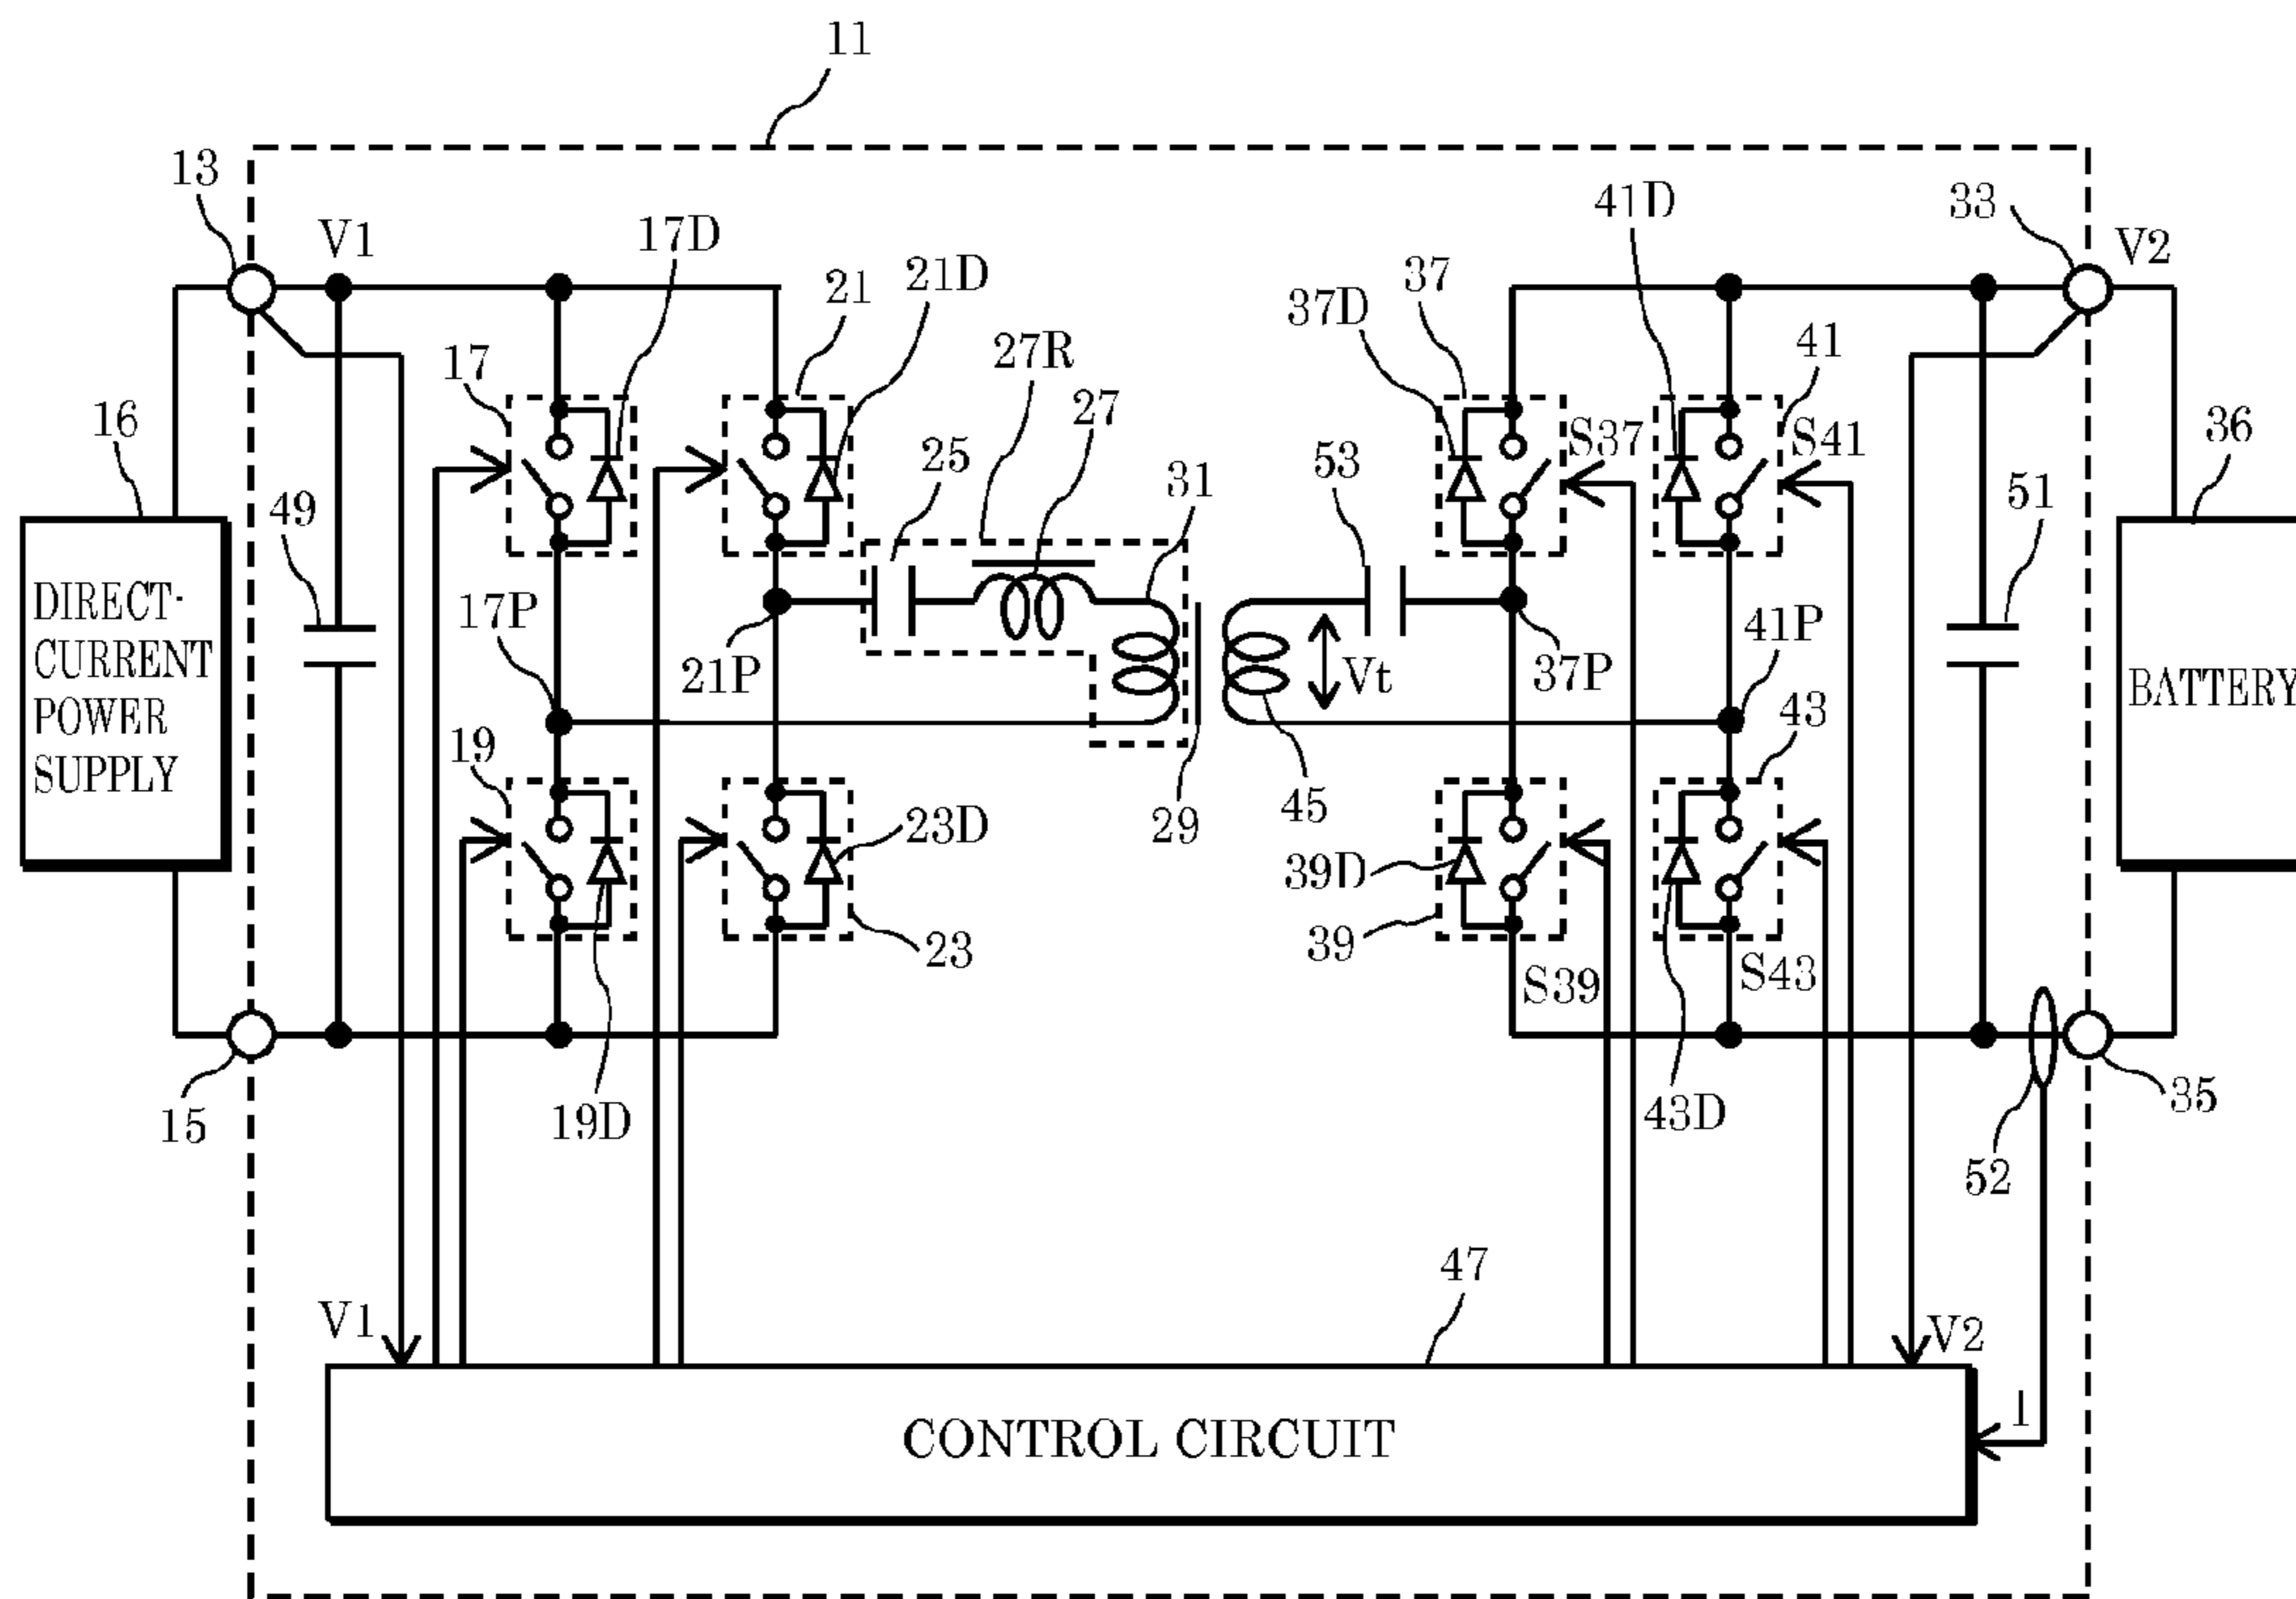 11
13
V1
17D
21
21D
41D
33
V2
37
37D
41
17
27R
27
16
25
53
31
S37
S41
36
49
51
DIRECT-
CURRENT
POWER
SUPPLY
17P
21P
Vt
37P
41P
BATTERY
19
43
29
45
23D
39D
23
39
S39
S43
15
19D
43D
35
52
47
V1
V2
I
CONTROL CIRCUIT